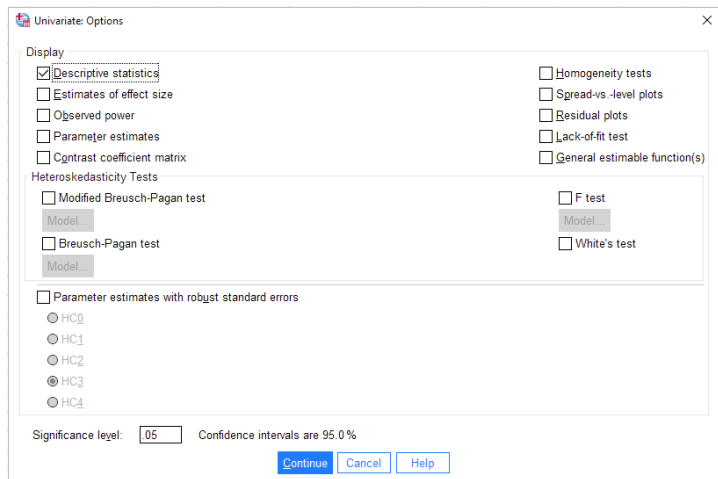 Univariate: Options
Display
Descriptive statistics
Estimates of effect size
Observed power
Parameter estimates
Contrast coefficient matrix
Homogeneity tests
Spread-vs.-level plots
Residual plots
Lack-of-fit test
General estimable function(s)
Heteroskedasticity Tests
Modified Breusch-Pagan test
Model...
Breusch-Pagan test
Model...
F test
Model...
White's test
Parameter estimates with robust standard errors
HC0
HC1
HC2
HC3
HC4
Significance level: .05 Confidence intervals are 95.0%
Continue Cancel Help